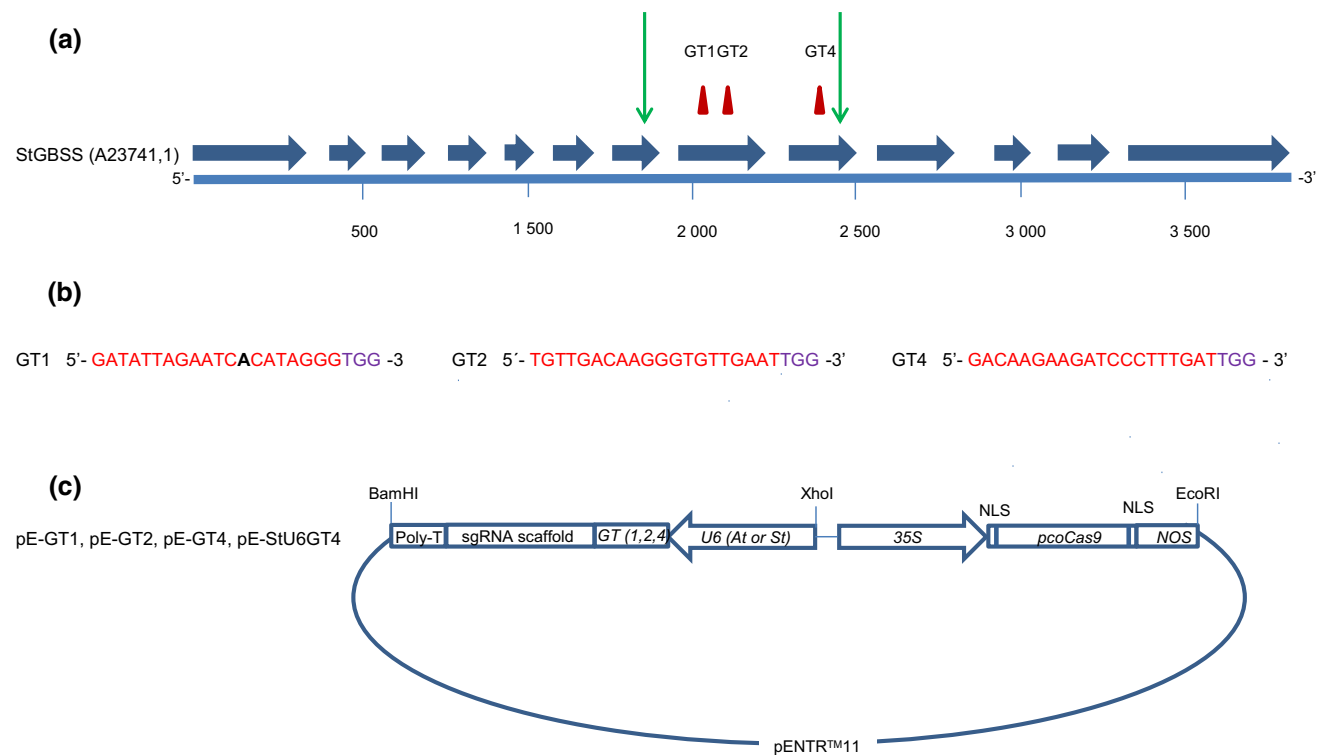 (a)
GT1 GT2 GT4
StGBSS (A23741,1)
5'- -3'
500 1 500 2 000 2 500 3 000 3 500
(b)
GT1 5'- GATATTAGAATCACATAGGGTGG -3 GT2 5´- TGTTGACAAGGGTGTTGAATTGG -3' GT4 5'- GACAAGAAGATCCCTTTGATTGG - 3'
(c)
BamHI XhoI NLS NLS EcoRI
pE-GT1, pE-GT2, pE-GT4, pE-StU6GT4 Poly-T sgRNA scaffold GT (1,2,4) U6 (At or St) 35S pcoCas9 NOS
pENTR™11